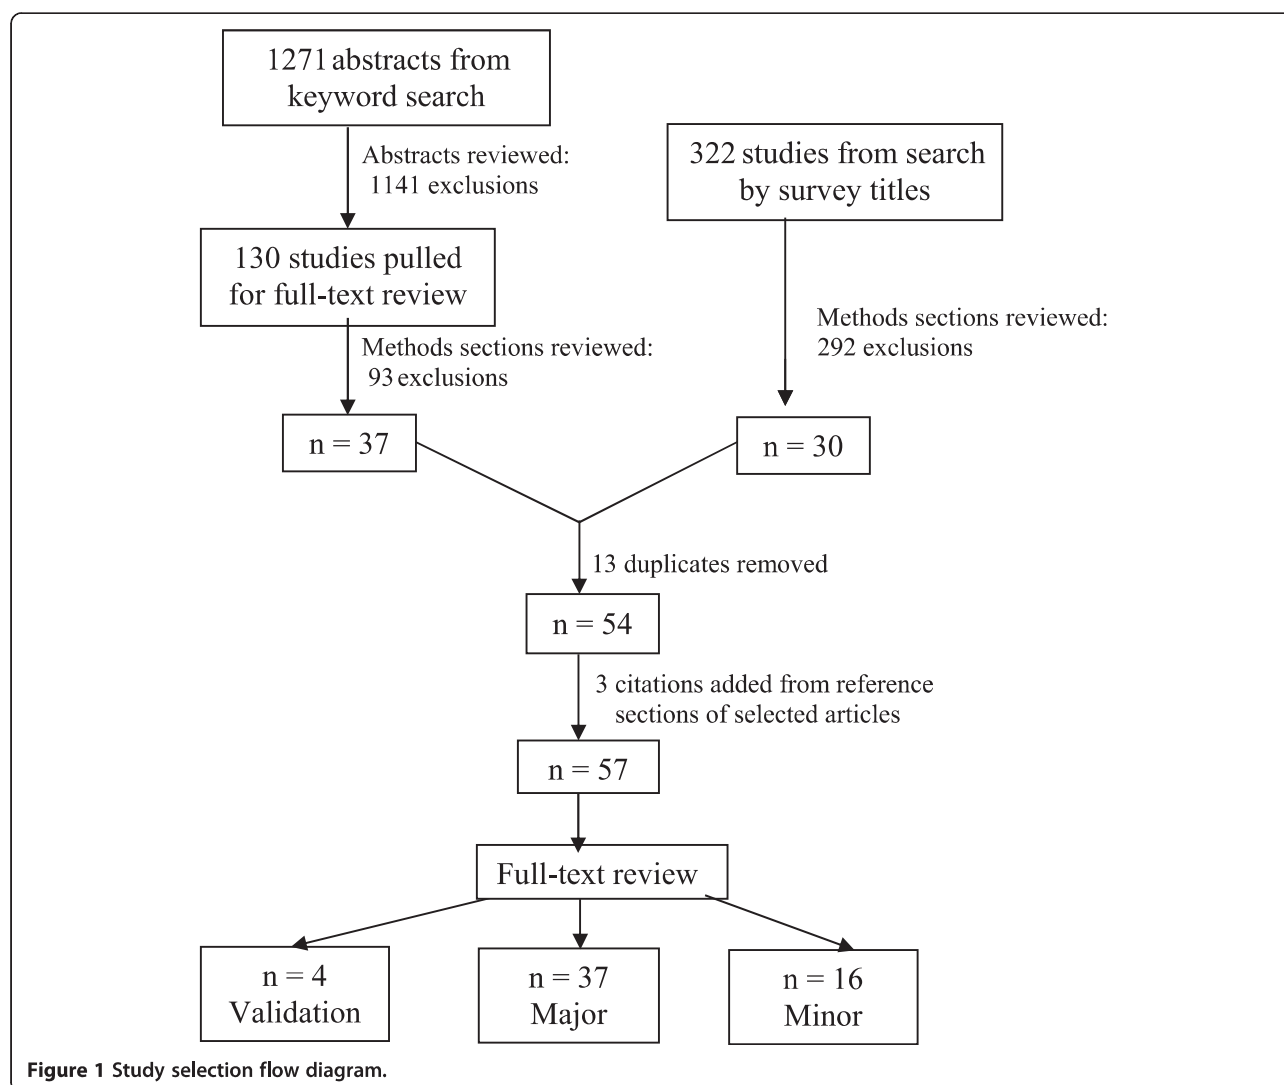 1271 abstracts from
keyword search
Abstracts reviewed:
1141 exclusions
322 studies from search
by survey titles
130 studies pulled
for full-text review
Methods sections reviewed:
93 exclusions
Methods sections reviewed:
292 exclusions
n = 37
n = 30
13 duplicates removed
n = 54
3 citations added from reference
sections of selected articles
n = 57
Full-text review
n = 4
Validation
n = 37
Major
n = 16
Minor
Figure 1 Study selection flow diagram.